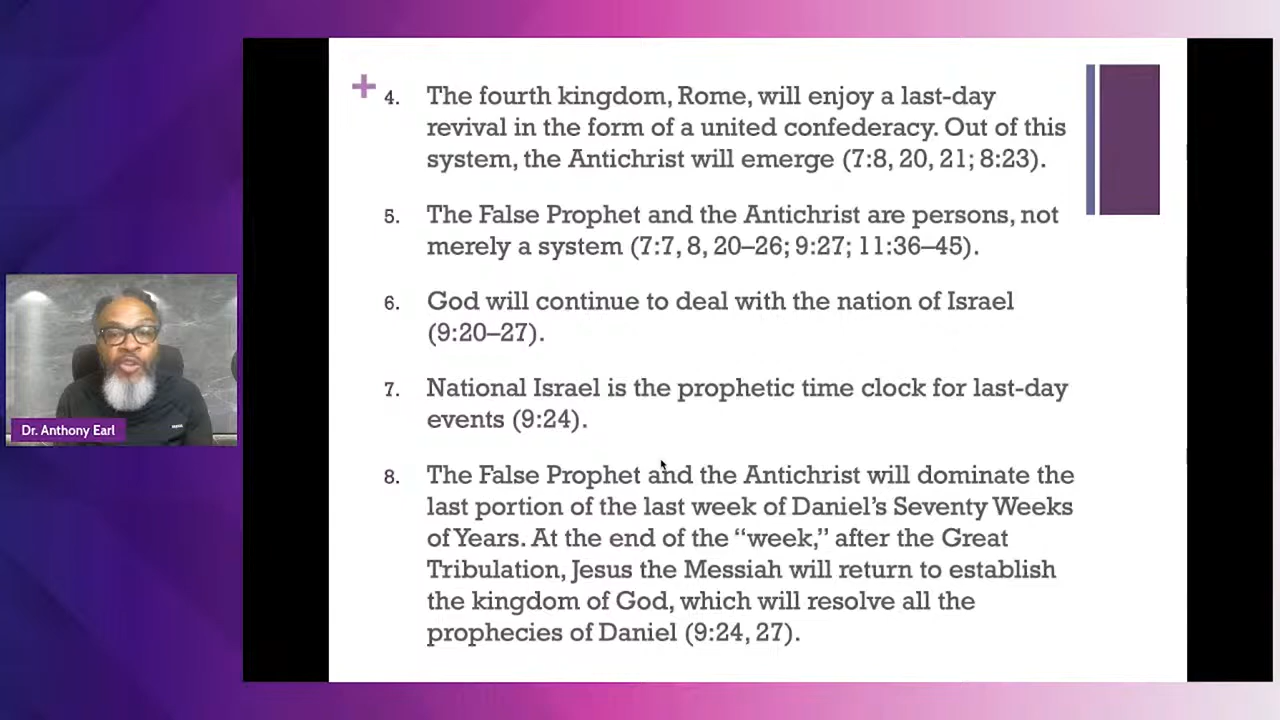 4. The fourth kingdom, Rome, will enjoy a last-day
revival in the form of a united confederacy. Out of this
system, the Antichrist will emerge (7:8, 20, 21; 8:23).
5. The False Prophet and the Antichrist are persons, not
merely a system (7:7, 8, 20–26; 9:27; 11:36–45).
6. God will continue to deal with the nation of Israel
(9:20–27).
7. National Israel is the prophetic time clock for last-day
events (9:24).
8. The False Prophet and the Antichrist will dominate the
last portion of the last week of Daniel’s Seventy Weeks
of Years. At the end of the “week,” after the Great
Tribulation, Jesus the Messiah will return to establish
the kingdom of God, which will resolve all the
prophecies of Daniel (9:24, 27).
Dr. Anthony Earl